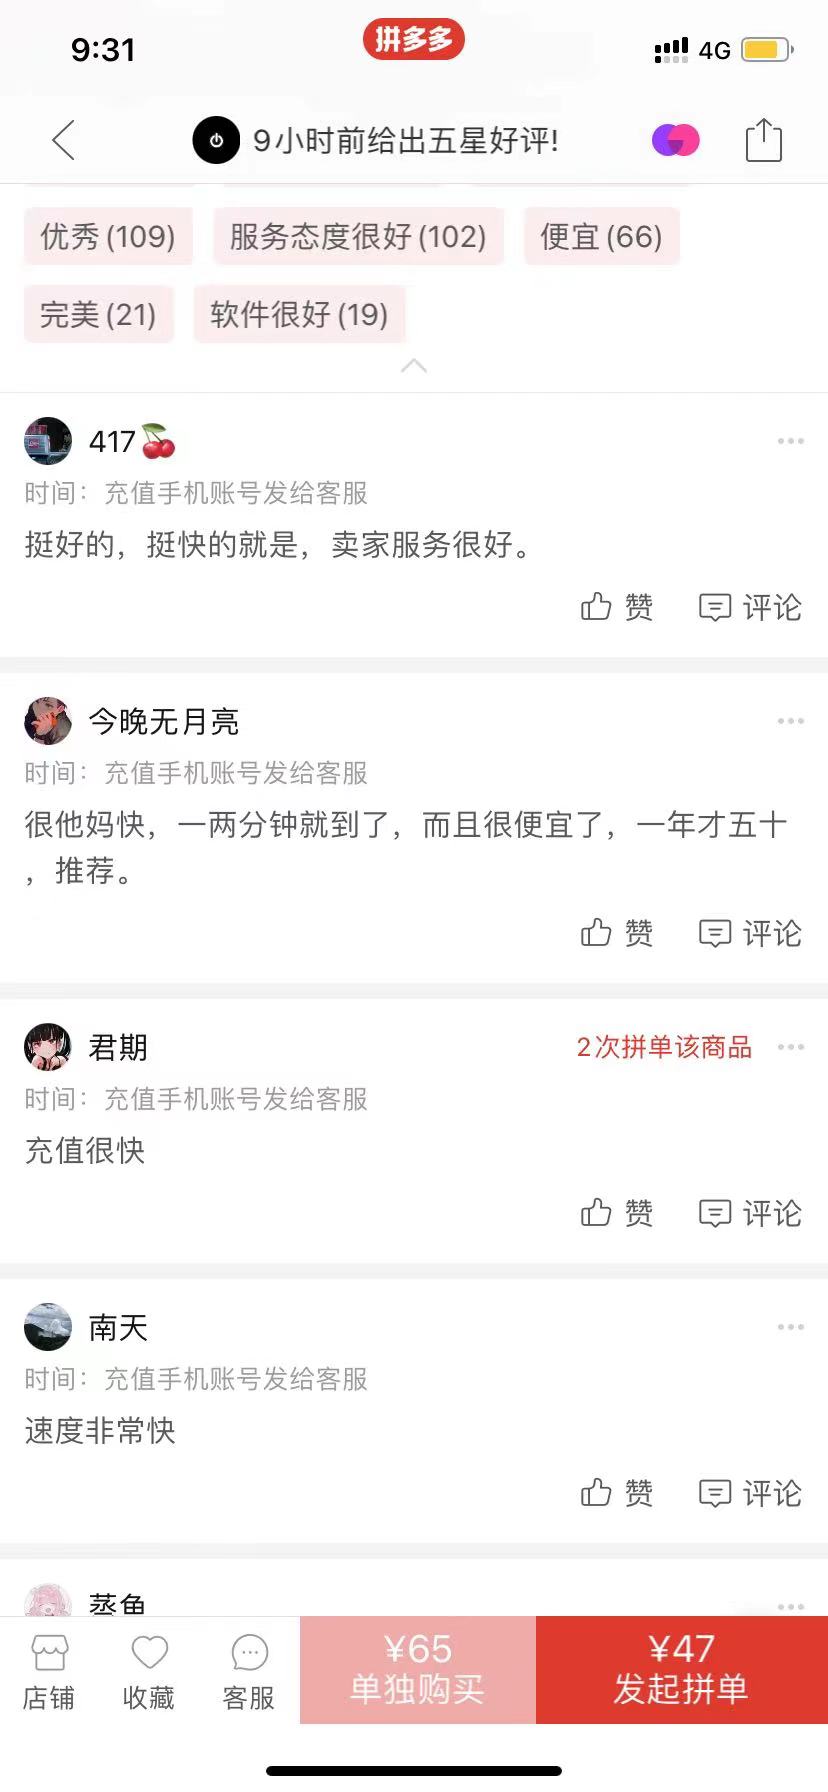 9:31
拼多多
4G
9小时前给出五星好评!
优秀(109)
服务态度很好(102)
便宜(66)
完美(21)
软件很好(19)
417🍒
时间：充值手机账号发给客服
挺好的，挺快的就是，卖家服务很好。
赞
评论
今晚无月亮
时间：充值手机账号发给客服
很他妈快，一两分钟就到了，而且很便宜了，一年才五十
，推荐。
赞
评论
君期
2次拼单该商品
时间：充值手机账号发给客服
充值很快
赞
评论
南天
时间：充值手机账号发给客服
速度非常快
赞
评论
蒸鱼
店铺
收藏
客服
¥65
单独购买
¥47
发起拼单